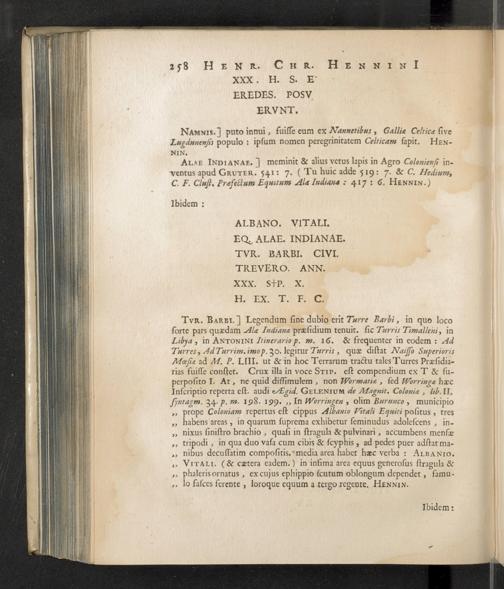 258 HENR. CHR. HENNINI
XXX. H. S. E
EREDES. POSV
ERVNT.
NAMNIS. ] puto innui, fuiſſe eum ex Nannetibus, Galliæ Celticæ ſive
Lugdunenſis populo: ipſum nomen peregrinitatem Celticam ſapit. HEN-
NIN.
ALAE INDIANAE. ] meminit & alius vetus lapis in Agro Colonienſi in-
ventus apud GRUTER. 541: 7. ( Tu huic adde 519: 7. & C. Hedium,
C. F. Cluſt. Præfectum Equitum Alæ Indianæ: 417: 6. HENNIN.)
Ibidem:
ALBANO. VITALI.
EQ. ALAE. INDIANAE.
TVR. BARBI. CIVI.
TREVERO. ANN.
XXX. S†P. X.
H. EX. T. F. C.
TVR. BARBI. ] Legendum ſine dubio erit Turre Barbi, in quo loco
forte pars quædam Alæ Indianæ præſidium tenuit. ſic Turris Timalleni, in
Libya, in ANTONINI Itinerario p. m. 16. & frequenter in eodem: Ad
Turres, Ad Turrim. imo p. 30. legitur Turris, quæ diſtat Naiſſo Superioris
Mœſiæ ad M. P. LIII. ut & in hoc Terrarum tractu tales Turres Præſidia-
rias fuiſſe conſtet. Crux illa in voce STIP. eſt compendium ex T & ſu-
perpoſito I. At, ne quid diſſimulem, non Wormatiæ, ſed Worringæ hæc
Inſcriptio reperta eſt. audi Ægid. GELENIUM de Magnit. Coloniæ, lib. II.
ſintagm. 34. p. m. 198. 199. ,, In Worringen, olim Burunco, municipio
,, prope Coloniam repertus eſt cippus Albanio Vitali Equiti poſitus, tres
,, habens areas, in quarum ſuprema exhibetur ſeminudus adoleſcens, in-
,, nixus ſiniſtro brachio, quaſi in ſtragula & pulvinari, accumbens menſæ
,, tripodi, in qua duo vaſa cum cibis & ſcyphis, ad pedes puer adſtat ma-
,, nibus decuſſatim compoſitis. media area habet hæc verba: ALBANIO.
,, VITALI. (& cætera eadem.) in infima area equus generoſus ſtragula &
,, phaleris ornatus, ex cujus ephippio ſcutum oblongum dependet, famu-
,, lo faſces ferente, loroque equum a tergo regente. HENNIN.
Ibidem: